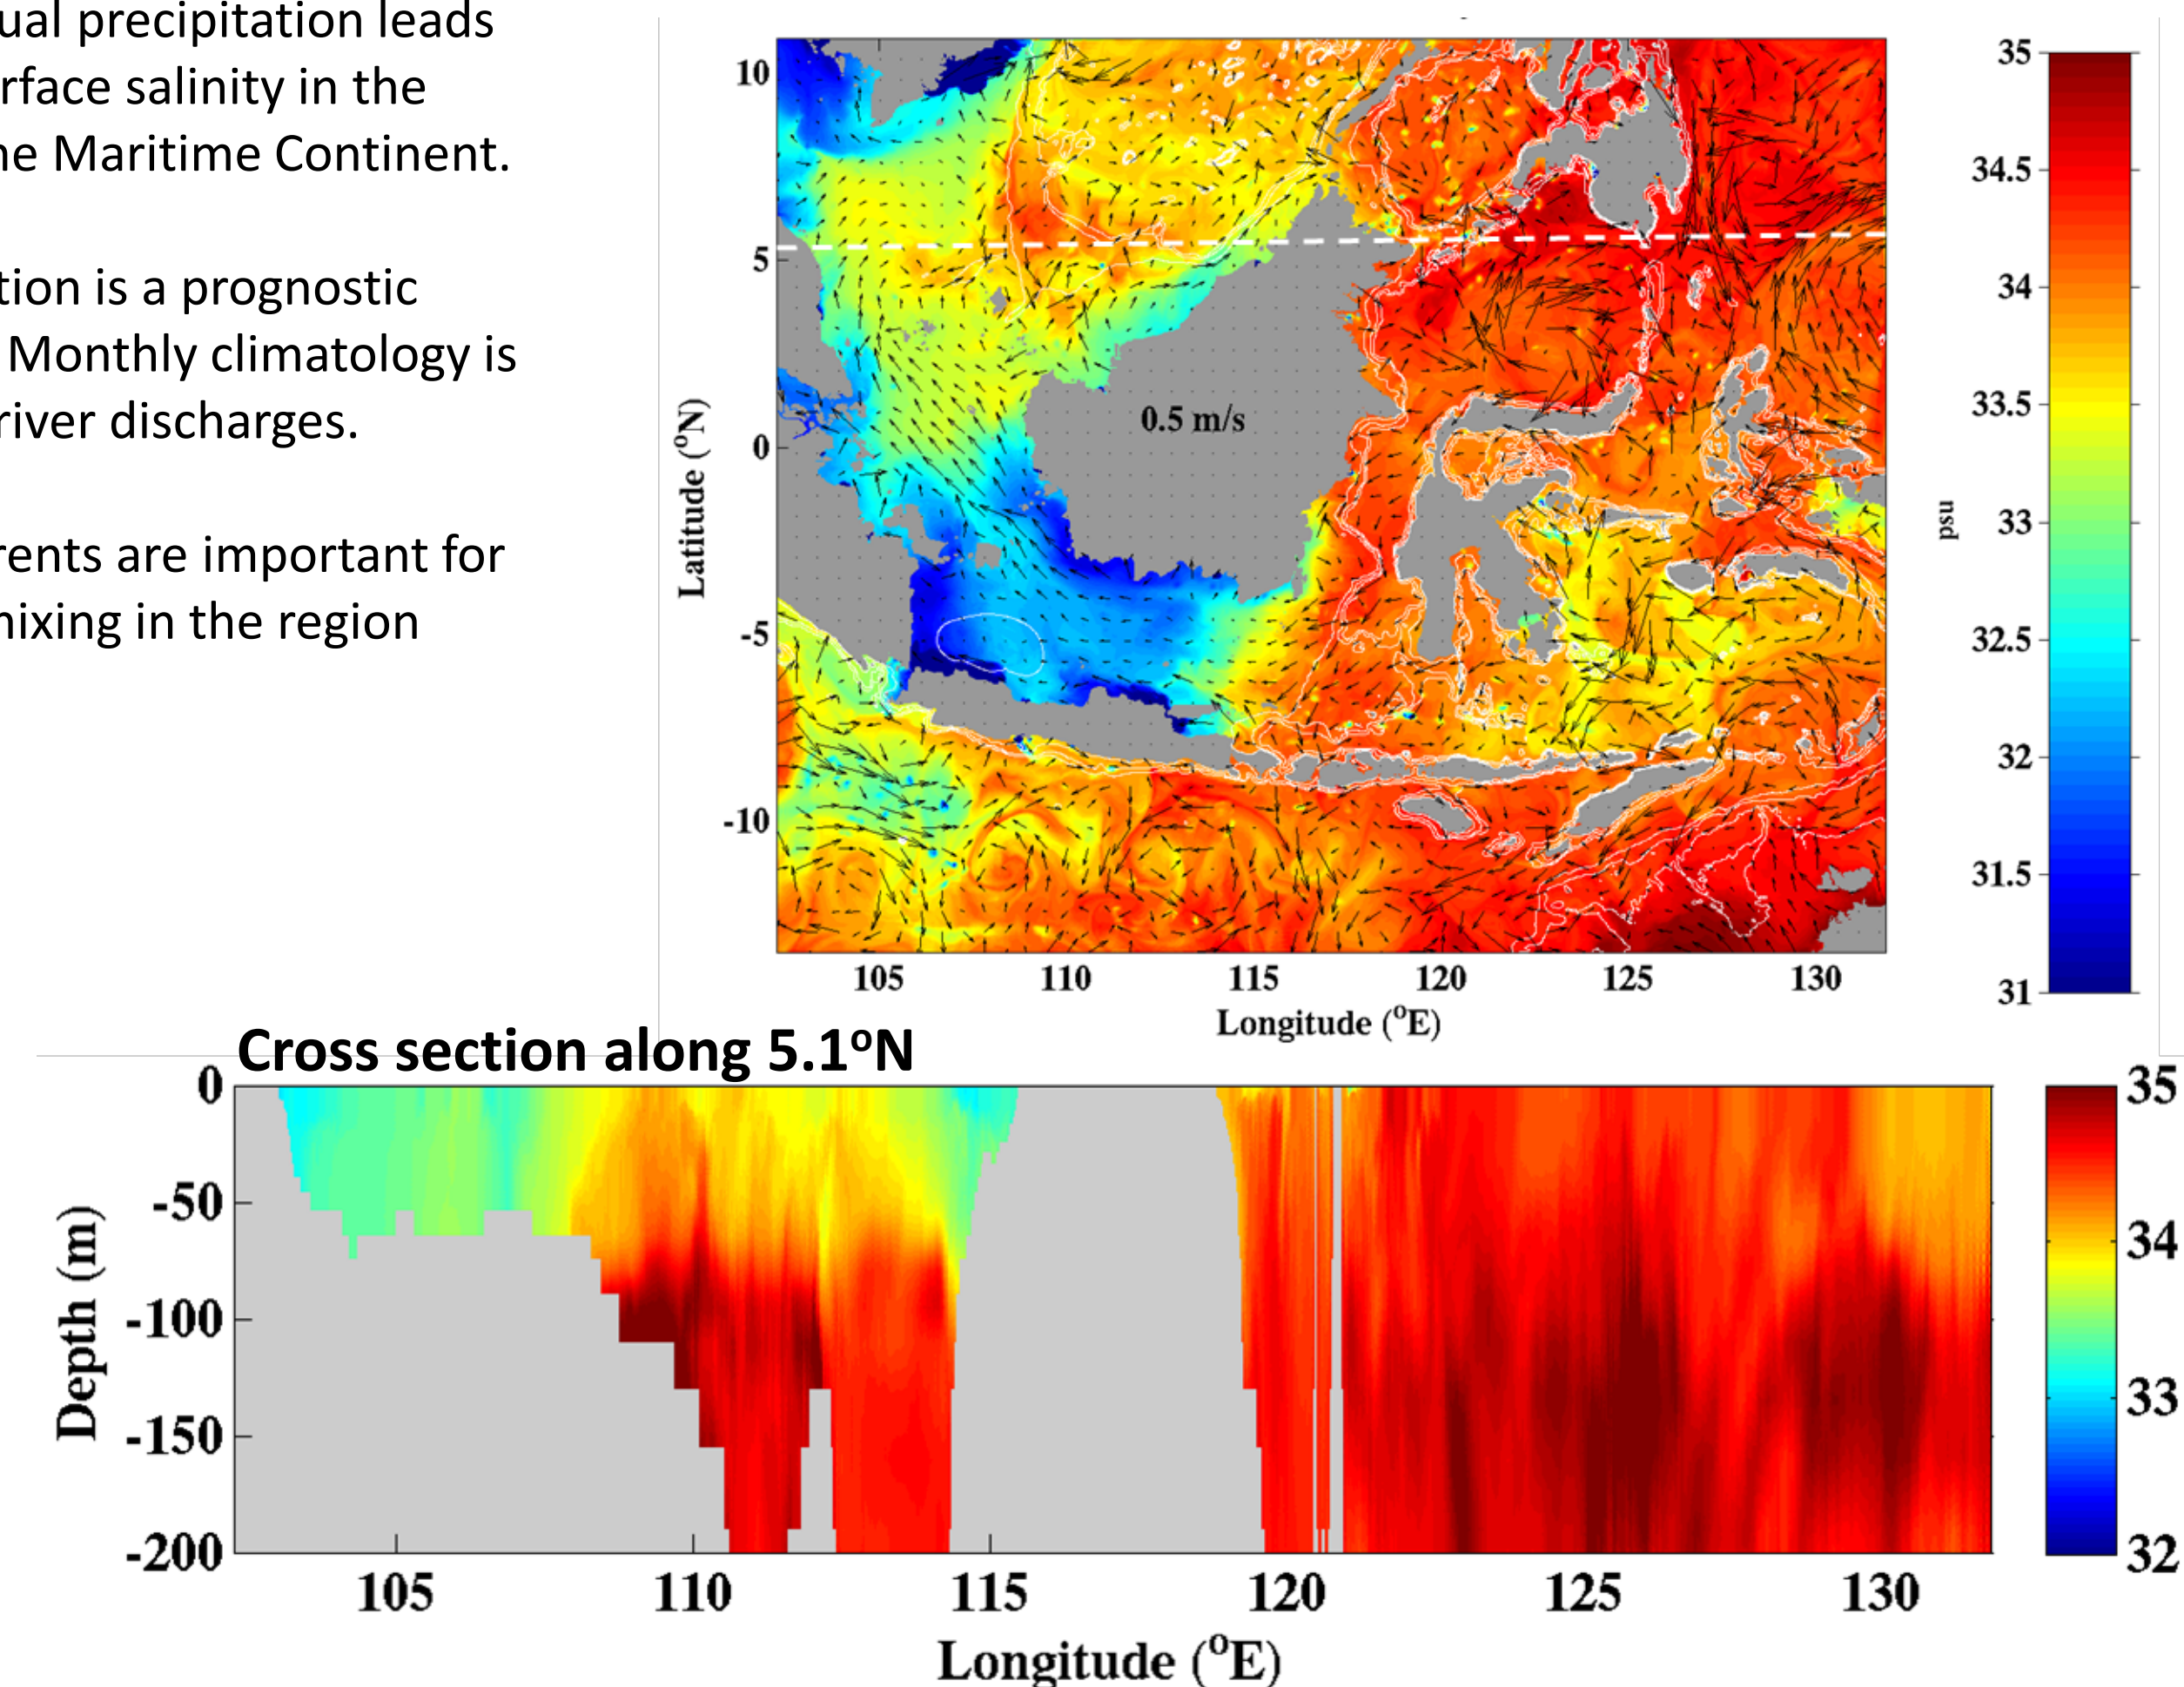 ual precipitation leads
rface salinity in the
ne Maritime Continent.
tion is a prognostic
Monthly climatology is
river discharges.
rents are important for
mixing in the region
10
5
0
-5
-10
Latitude (°N)
0.5 m/s
105 110 115 120 125 130
Longitude (°E)
35
34.5
34
33.5
33
32.5
32
31.5
31
psu
Cross section along 5.1°N
0
-50
-100
-150
-200
Depth (m)
105 110 115 120 125 130
Longitude (°E)
35
34
33
32